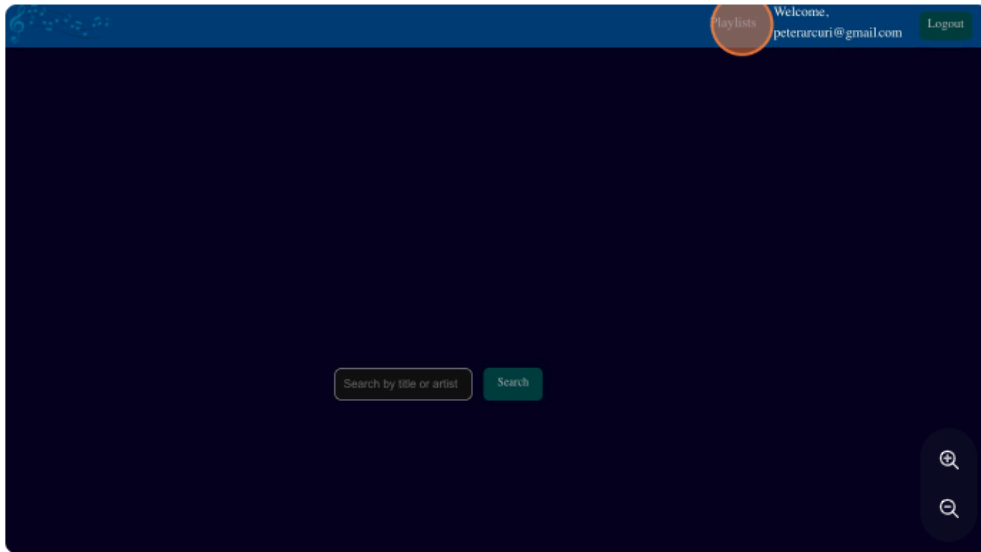 Playlists
Welcome,
peterarcuri@gmail.com
Logout
Search by title or artist
Search